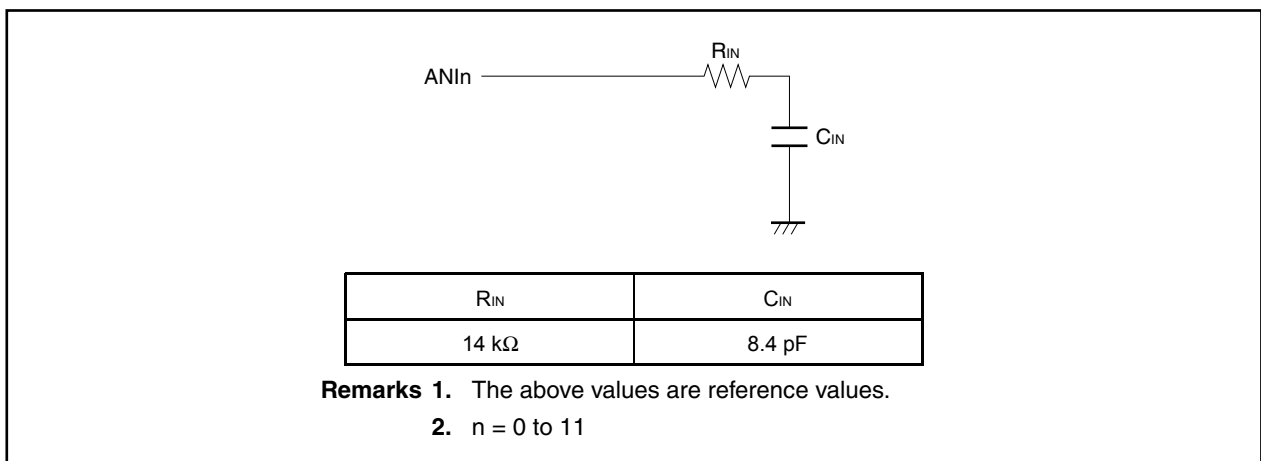 RIN
ANIn
CIN
RIN CIN
14 kΩ 8.4 pF
Remarks 1. The above values are reference values.
2. n = 0 to 11